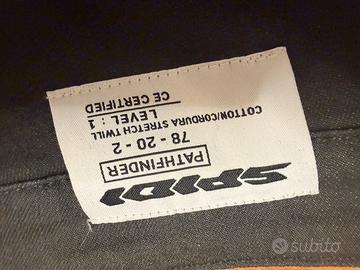 SPIDI
PATHFINDER
78 - 20 - 2
COTTON/CORDURA STRETCH TWILL
LEVEL : 1
CE CERTIFIED
subito